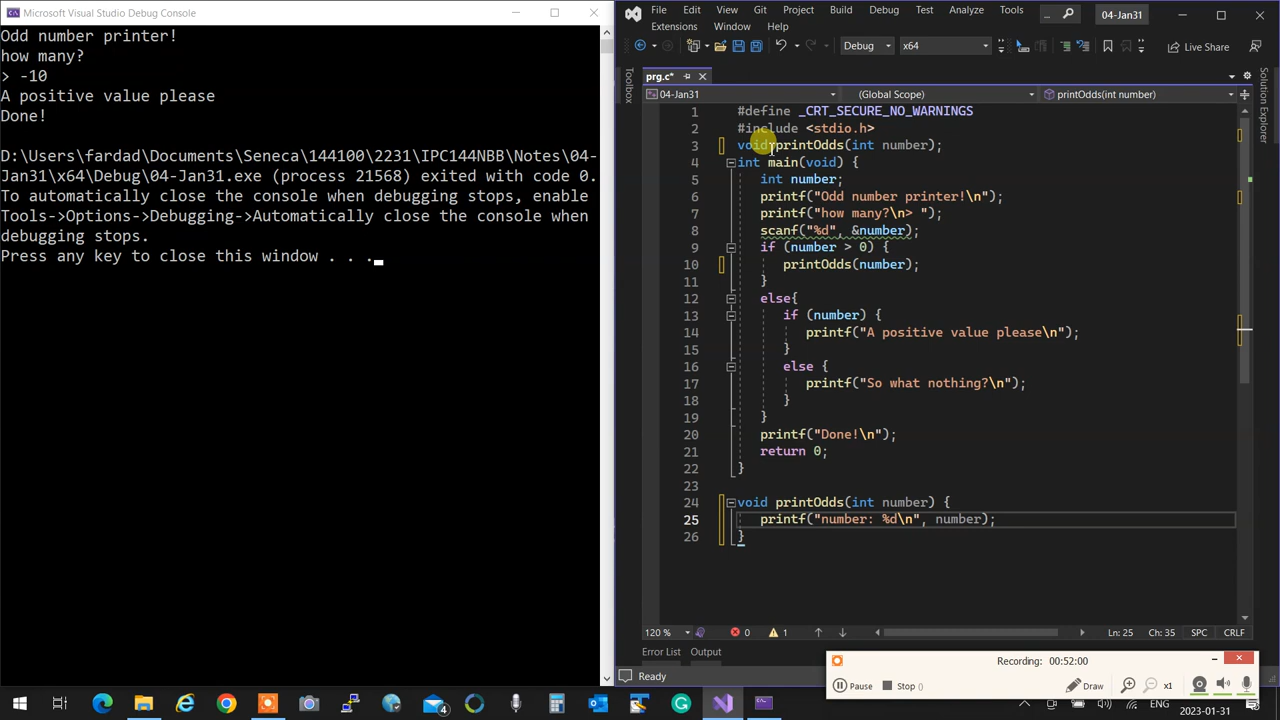 Microsoft Visual Studio Debug Console
Odd number printer!
how many?
> -10
A positive value please
Done!
D:\Users\fardad\Documents\Seneca\144100\2231\IPC144NBB\Notes\04-
Jan31\x64\Debug\04-Jan31.exe (process 21568) exited with code 0.
To automatically close the console when debugging stops, enable
Tools->Options->Debugging->Automatically close the console when
debugging stops.
Press any key to close this window . . .
File Edit View Git Project Build Debug Test Analyze Tools
Extensions Window Help
... 04-Jan31
Debug x64 Live Share
Toolbox
prg.c*
04-Jan31 (Global Scope) printOdds(int number)
Solution Explorer
1 #define _CRT_SECURE_NO_WARNINGS
2 #include <stdio.h>
3 void printOdds(int number);
4 int main(void) {
5 int number;
6 printf("Odd number printer!\n");
7 printf("how many?\n> ");
8 scanf("%d", &number);
9 if (number > 0) {
10 printOdds(number);
11 }
12 else{
13 if (number) {
14 printf("A positive value please\n");
15 }
16 else {
17 printf("So what nothing?\n");
18 }
19 }
20 printf("Done!\n");
21 return 0;
22 }
23
24 void printOdds(int number) {
25 printf("number: %d\n", number);
26 }
120 % 0 1 Ln: 25 Ch: 35 SPC CRLF
Error List Output
Ready
Recording: 00:52:00
Pause Stop () Draw x1
4
ENG 2023-01-31